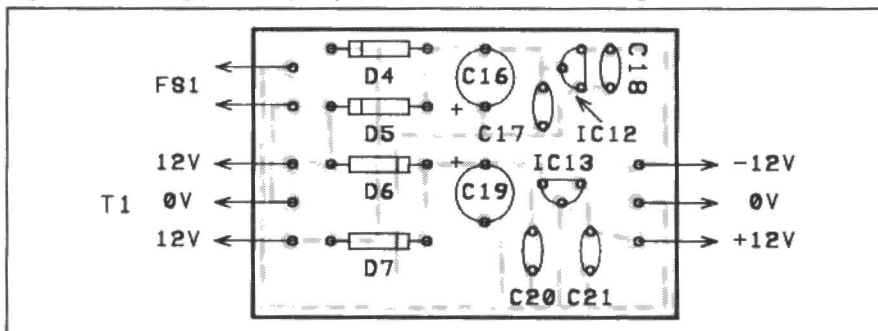 FS1
D4
C16
C18
D5
+
C17
IC12
12V
D6
+
C19
IC13
-12V
T1
0V
0V
12V
D7
+12V
C20
C21